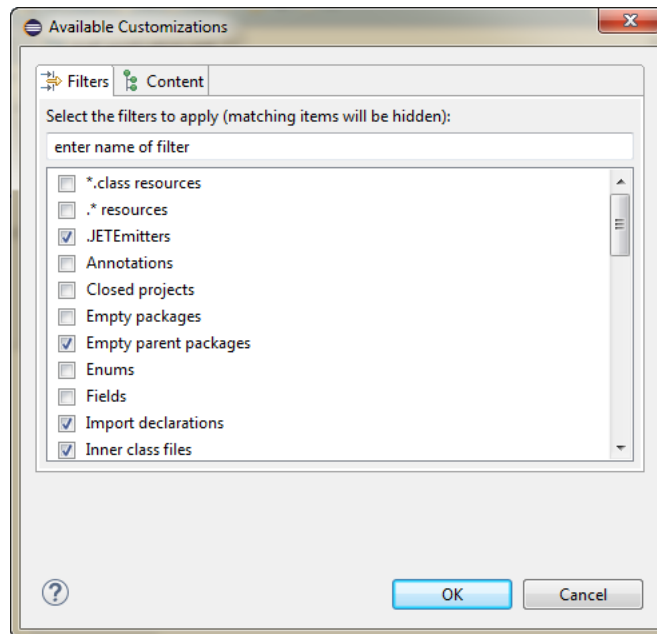 Available Customizations
Filters
Content
Select the filters to apply (matching items will be hidden):
enter name of filter
*.class resources
.* resources
.JETEmitters
Annotations
Closed projects
Empty packages
Empty parent packages
Enums
Fields
Import declarations
Inner class files
?
OK
Cancel